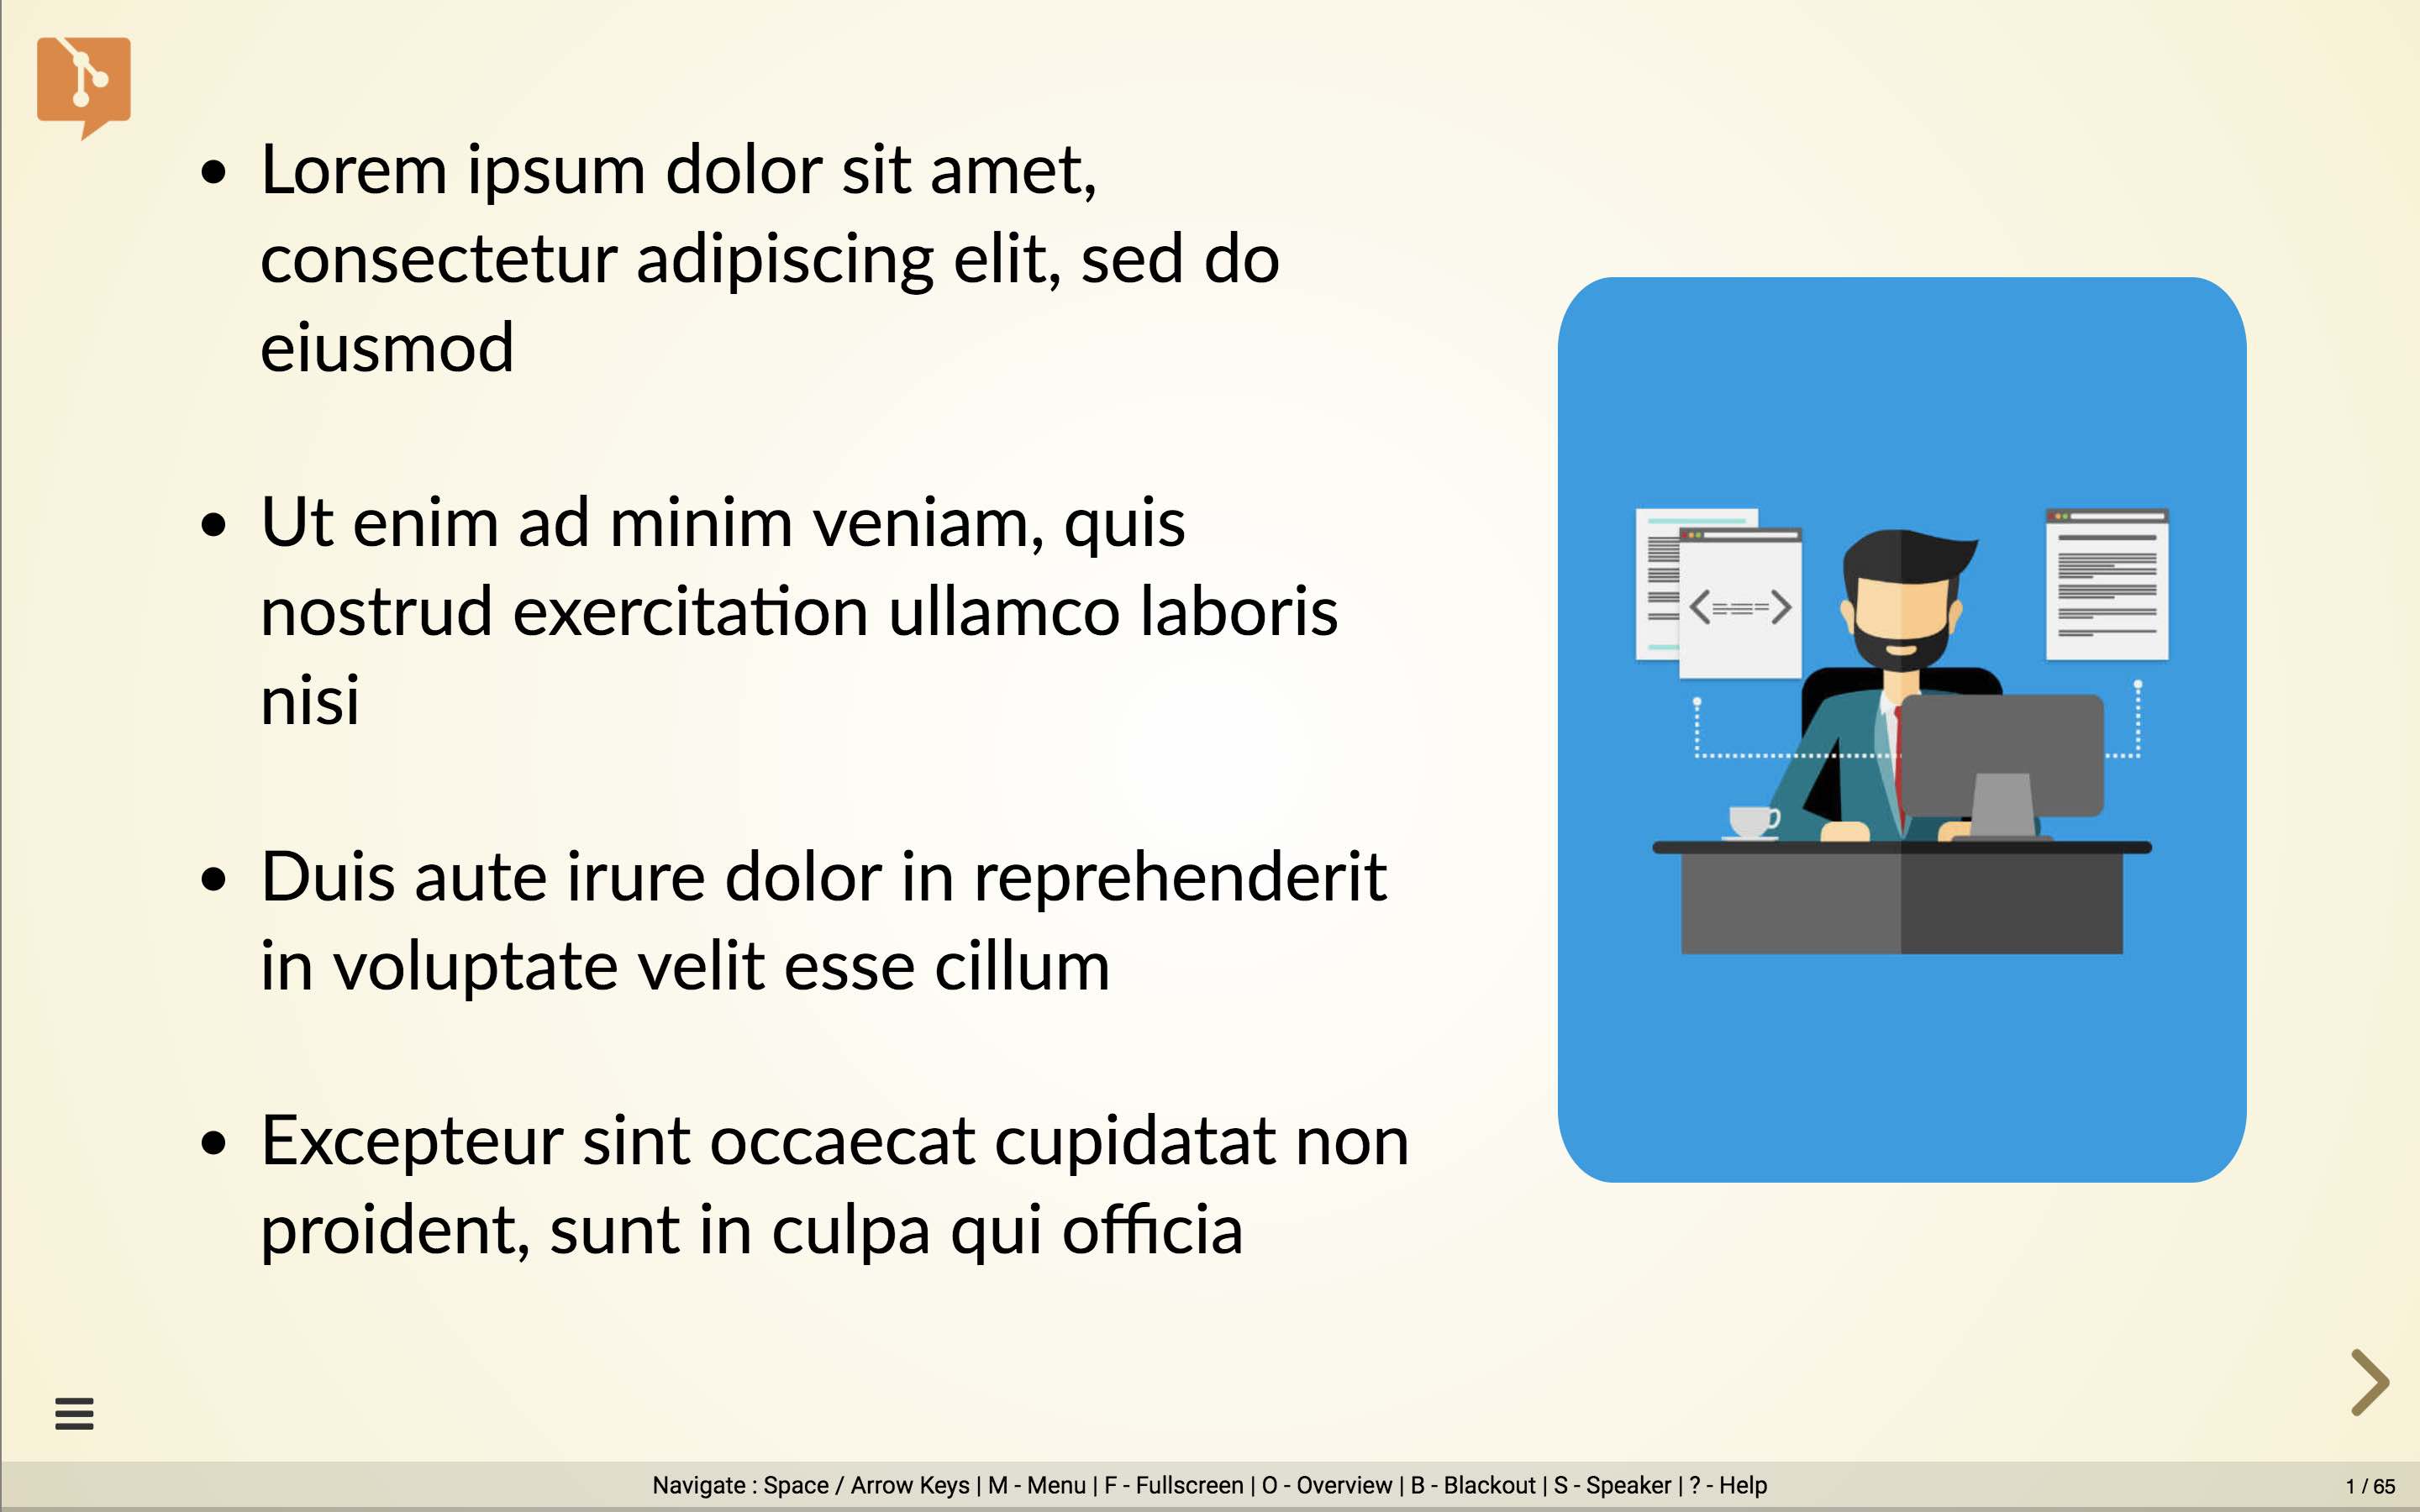 • Lorem ipsum dolor sit amet,
consectetur adipiscing elit, sed do
eiusmod
• Ut enim ad minim veniam, quis
nostrud exercitation ullamco laboris
nisi
• Duis aute irure dolor in reprehenderit
in voluptate velit esse cillum
• Excepteur sint occaecat cupidatat non
proident, sunt in culpa qui officia
Navigate : Space / Arrow Keys | M - Menu | F - Fullscreen | O - Overview | B - Blackout | S - Speaker | ? - Help
1 / 65